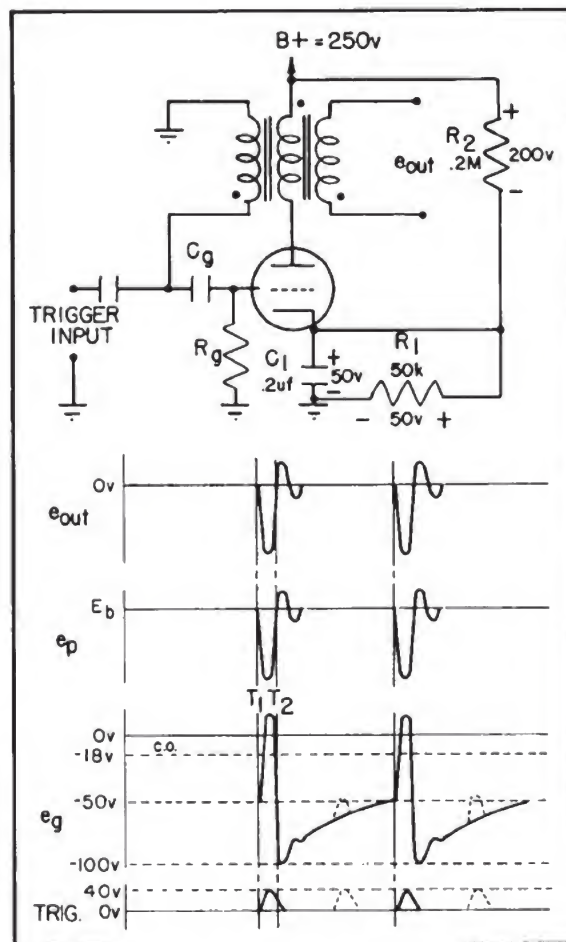 B+ = 250v
+
R2
.2M
200v
-
eout
Cg
TRIGGER
INPUT
Rg
C1
.2uf
+
50v
-
R1
50k
- 50v +
0v
eout
Eb
ep
T1 T2
0v
-18v
c.o.
-50v
eg
-100v
40v
TRIG. 0v